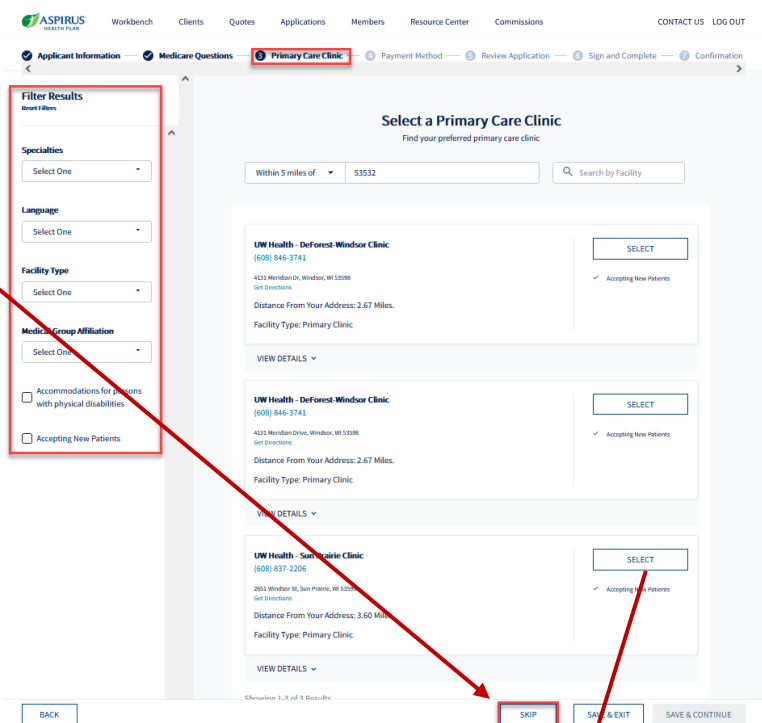 ASPIRUS
HEALTH PLAN
Workbench Clients Quotes Applications Members Resource Center Commissions CONTACT US LOG OUT
Applicant Information Medicare Questions 3 Primary Care Clinic 4 Payment Method 5 Review Application 6 Sign and Complete 7 Confirmation
Filter Results
Reset Filters
Specialties
Select One
Language
Select One
Facility Type
Select One
Medical Group Affiliation
Select One
Accommodations for persons
with physical disabilities
Accepting New Patients
Select a Primary Care Clinic
Find your preferred primary care clinic
Within 5 miles of 53532 Search by Facility
UW Health - DeForest-Windsor Clinic
(608) 846-3741
4131 Meridian Dr, Windsor, WI 53598
Get Directions
Distance From Your Address: 2.67 Miles.
Facility Type: Primary Clinic
SELECT
Accepting New Patients
VIEW DETAILS
UW Health - DeForest-Windsor Clinic
(608) 846-3741
4131 Meridian Drive, Windsor, WI 53598
Get Directions
Distance From Your Address: 2.67 Miles.
Facility Type: Primary Clinic
SELECT
Accepting New Patients
VIEW DETAILS
UW Health - Sun Prairie Clinic
(608) 837-2206
2651 Windsor St, Sun Prairie, WI
Get Directions
Distance From Your Address: 3.60 Miles.
Facility Type: Primary Clinic
SELECT
Accepting New Patients
VIEW DETAILS
Showing 1-3 of 3 Results
BACK SKIP SAVE & EXIT SAVE & CONTINUE